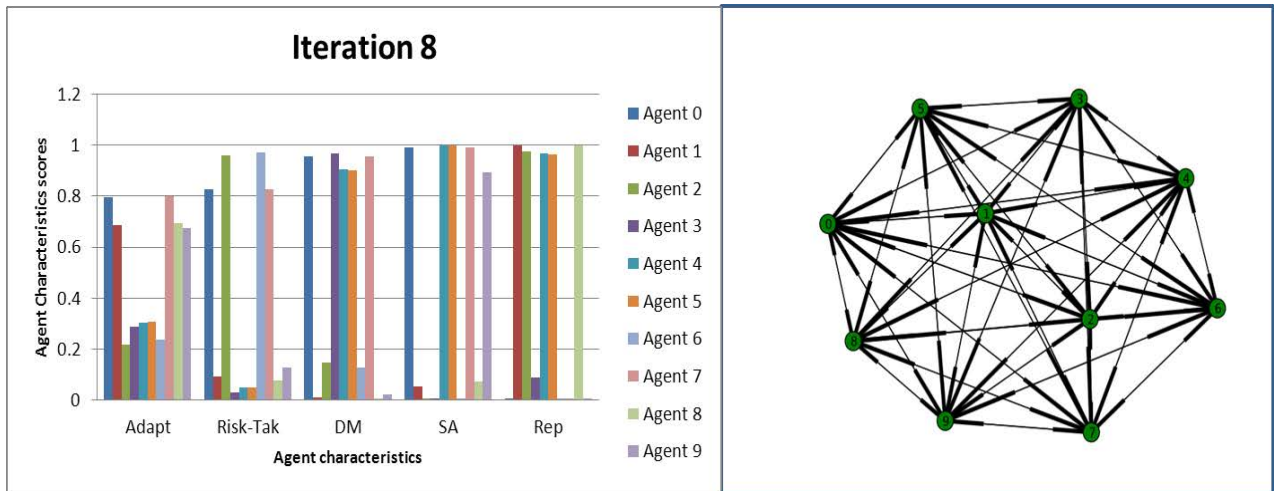 Iteration 8
Agent Characteristics scores
1.2
1
0.8
0.6
0.4
0.2
0
Adapt Risk-Tak DM SA Rep
Agent characteristics
Agent 0
Agent 1
Agent 2
Agent 3
Agent 4
Agent 5
Agent 6
Agent 7
Agent 8
Agent 9
3
5
4
1
0
6
2
8
9
7